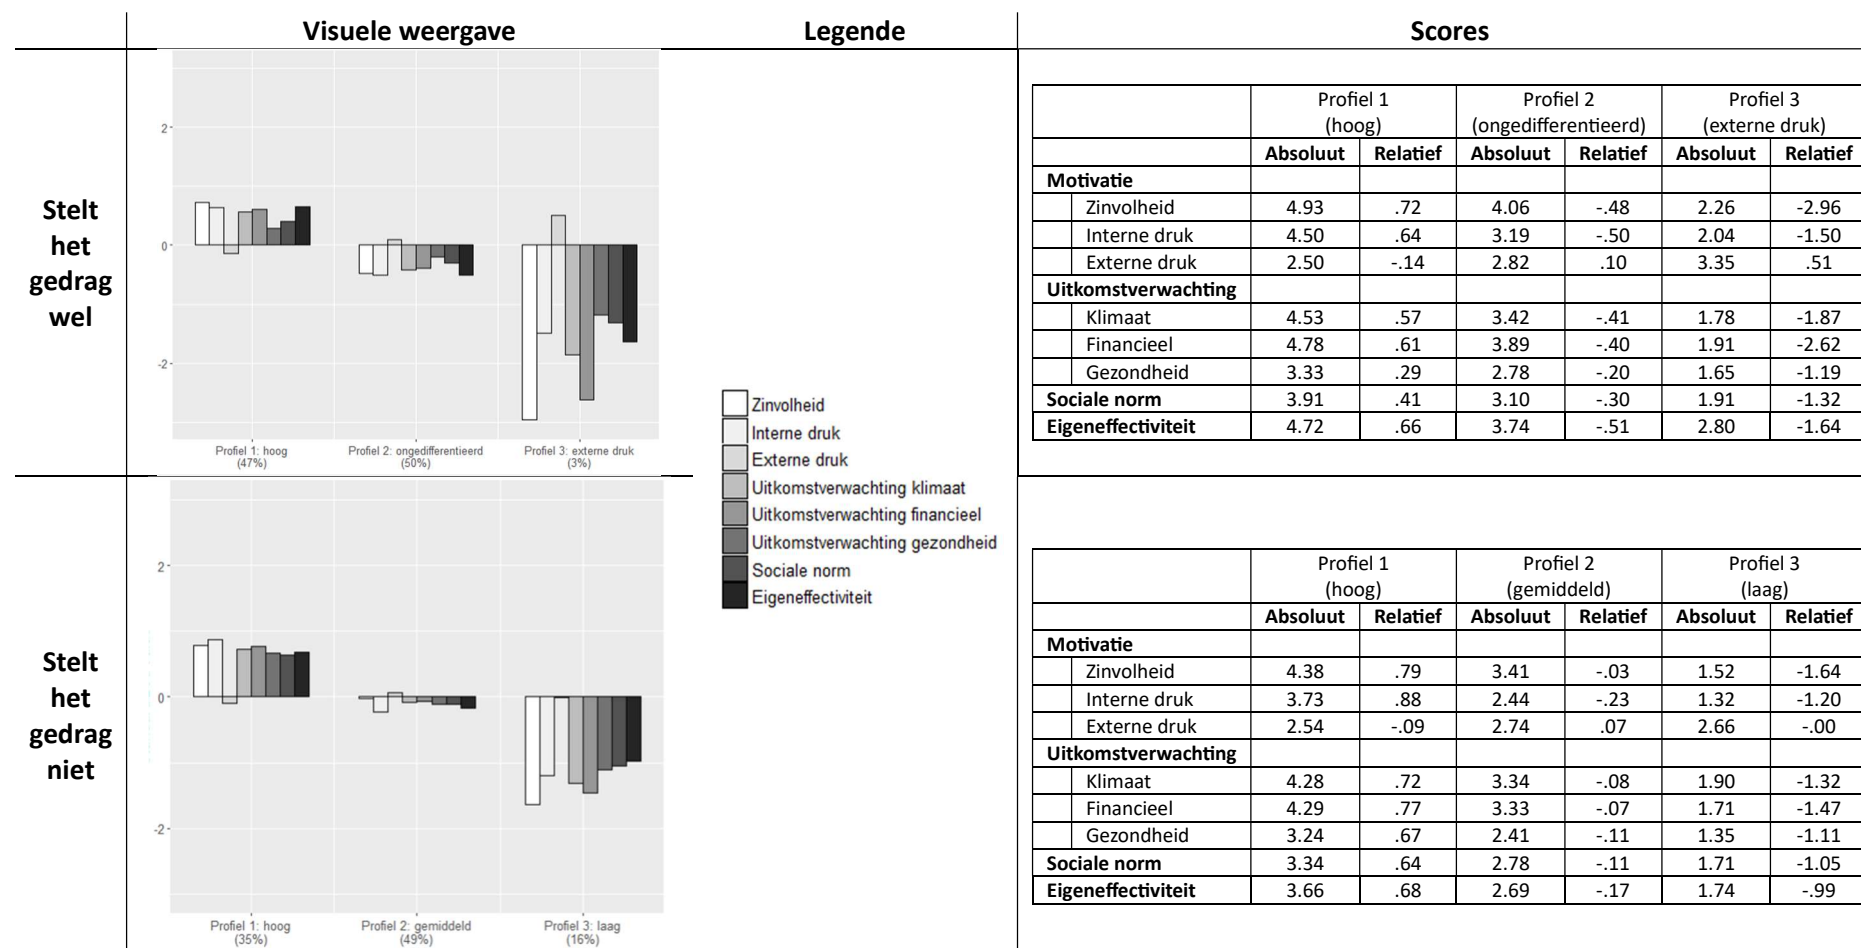 Visuele weergave Legende Scores
Stelt
het
gedrag
wel
2
0
-2
Profiel 1: hoog
(47%)
Profiel 2: ongedifferentieerd
(50%)
Profiel 3: externe druk
(3%)
Zinvolheid
Interne druk
Externe druk
Uitkomstverwachting klimaat
Uitkomstverwachting financieel
Uitkomstverwachting gezondheid
Sociale norm
Eigeneffectiviteit
Profiel 1 Profiel 2 Profiel 3
(hoog) (ongedifferentieerd) (externe druk)
Absoluut Relatief Absoluut Relatief Absoluut Relatief
Motivatie
Zinvolheid 4.93 .72 4.06 -.48 2.26 -2.96
Interne druk 4.50 .64 3.19 -.50 2.04 -1.50
Externe druk 2.50 -.14 2.82 .10 3.35 .51
Uitkomstverwachting
Klimaat 4.53 .57 3.42 -.41 1.78 -1.87
Financieel 4.78 .61 3.89 -.40 1.91 -2.62
Gezondheid 3.33 .29 2.78 -.20 1.65 -1.19
Sociale norm 3.91 .41 3.10 -.30 1.91 -1.32
Eigeneffectiviteit 4.72 .66 3.74 -.51 2.80 -1.64
Stelt
het
gedrag
niet
2
0
-2
Profiel 1: hoog
(35%)
Profiel 2: gemiddeld
(49%)
Profiel 3: laag
(16%)
Profiel 1 Profiel 2 Profiel 3
(hoog) (gemiddeld) (laag)
Absoluut Relatief Absoluut Relatief Absoluut Relatief
Motivatie
Zinvolheid 4.38 .79 3.41 -.03 1.52 -1.64
Interne druk 3.73 .88 2.44 -.23 1.32 -1.20
Externe druk 2.54 -.09 2.74 .07 2.66 -.00
Uitkomstverwachting
Klimaat 4.28 .72 3.34 -.08 1.90 -1.32
Financieel 4.29 .77 3.33 -.07 1.71 -1.47
Gezondheid 3.24 .67 2.41 -.11 1.35 -1.11
Sociale norm 3.34 .64 2.78 -.11 1.71 -1.05
Eigeneffectiviteit 3.66 .68 2.69 -.17 1.74 -.99